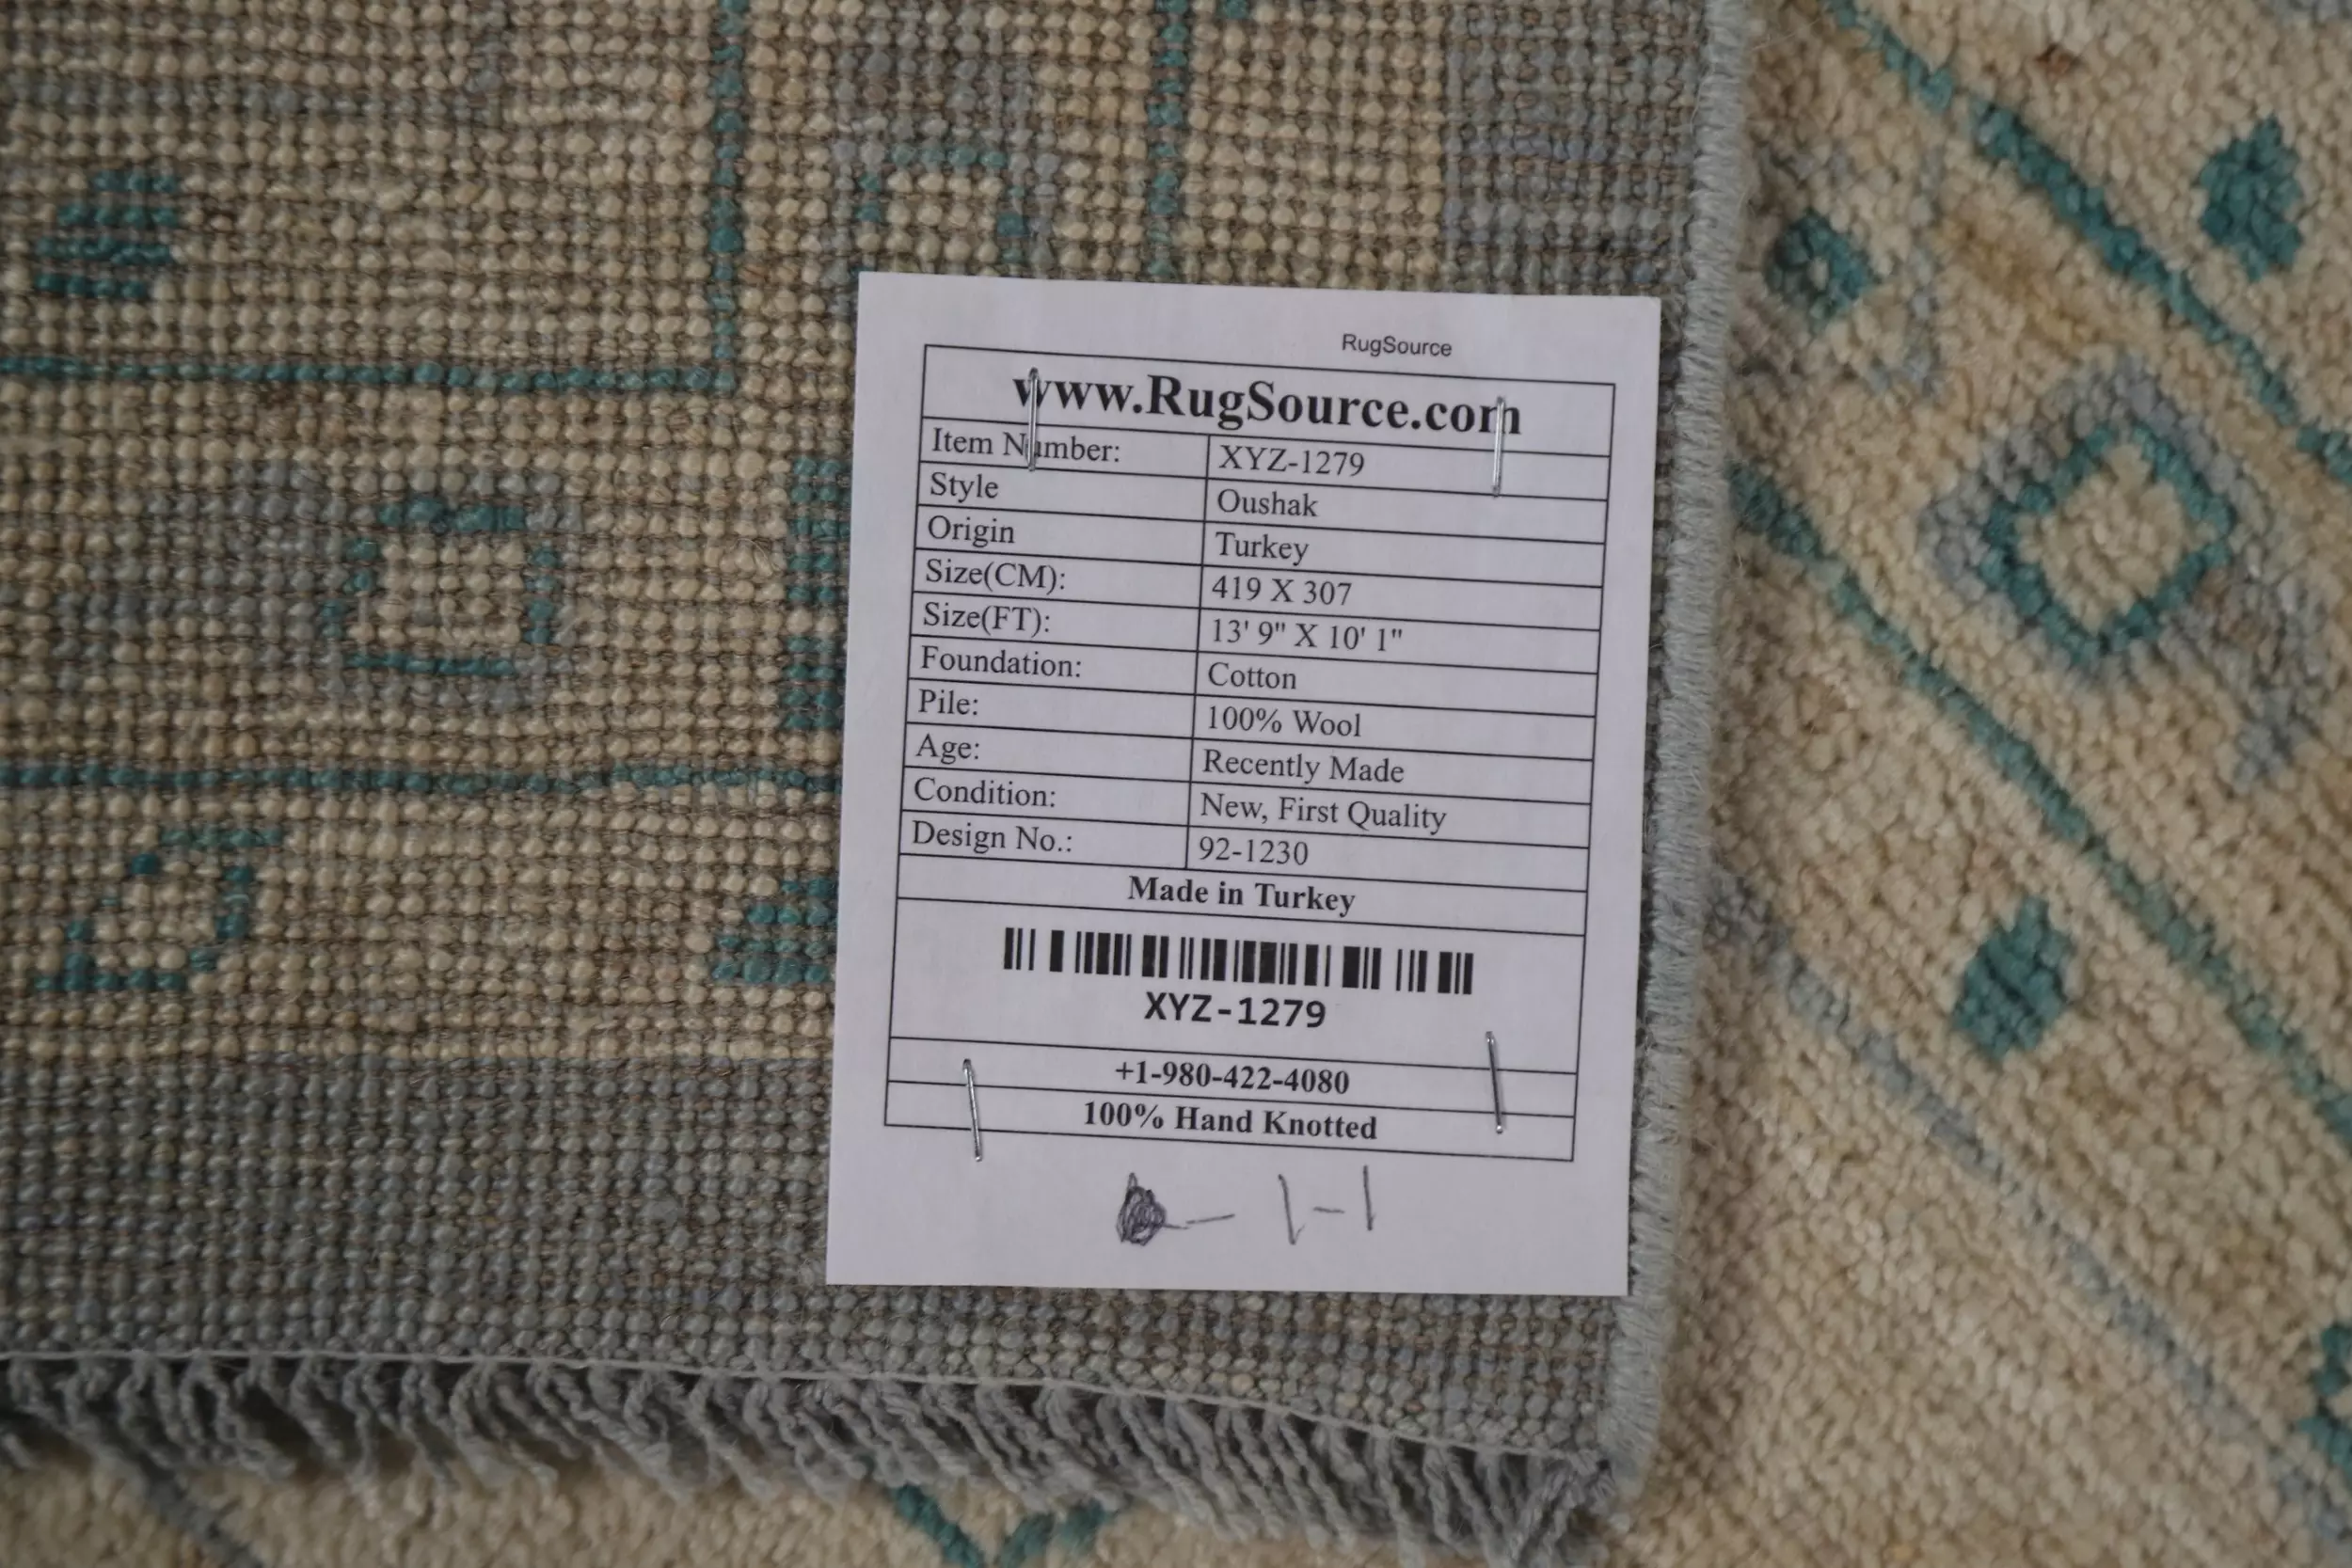 RugSource
www.RugSource.com
Item Number: XYZ-1279
Style Oushak
Origin Turkey
Size(CM): 419 X 307
Size(FT): 13' 9" X 10' 1"
Foundation: Cotton
Pile: 100% Wool
Age: Recently Made
Condition: New, First Quality
Design No.: 92-1230
Made in Turkey
XYZ-1279
+1-980-422-4080
100% Hand Knotted
1-1